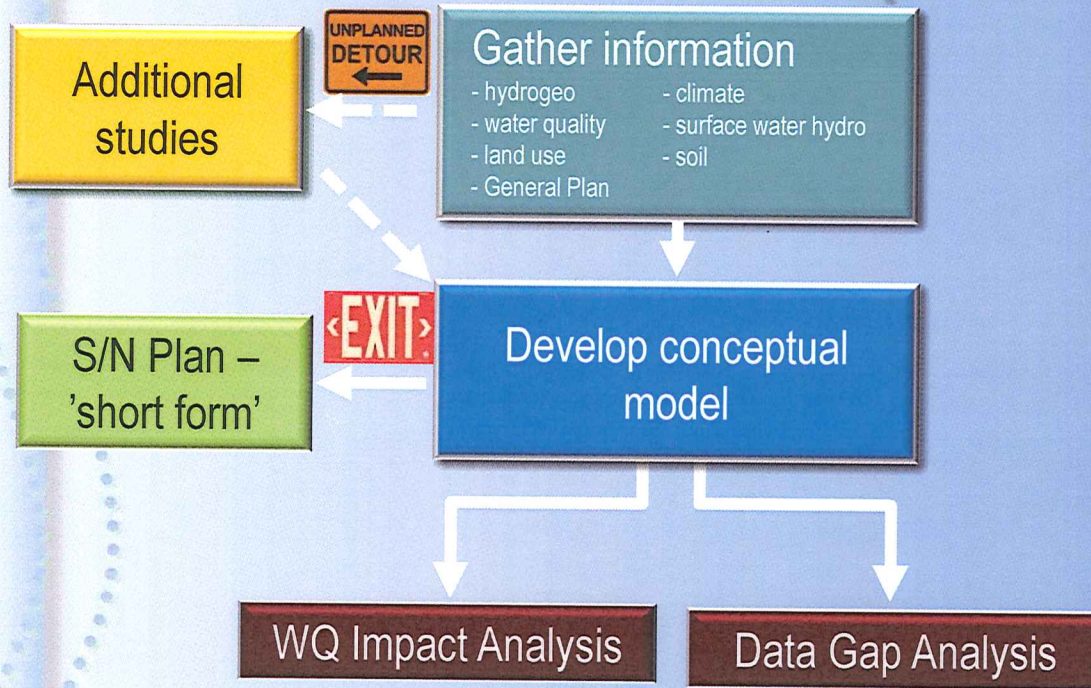 UNPLANNED
DETOUR
Gather information
- hydrogeo
- water quality
- land use
- General Plan
- climate
- surface water hydro
- soil
Additional
studies
Develop conceptual
model
<EXIT>
S/N Plan –
'short form'
WQ Impact Analysis
Data Gap Analysis